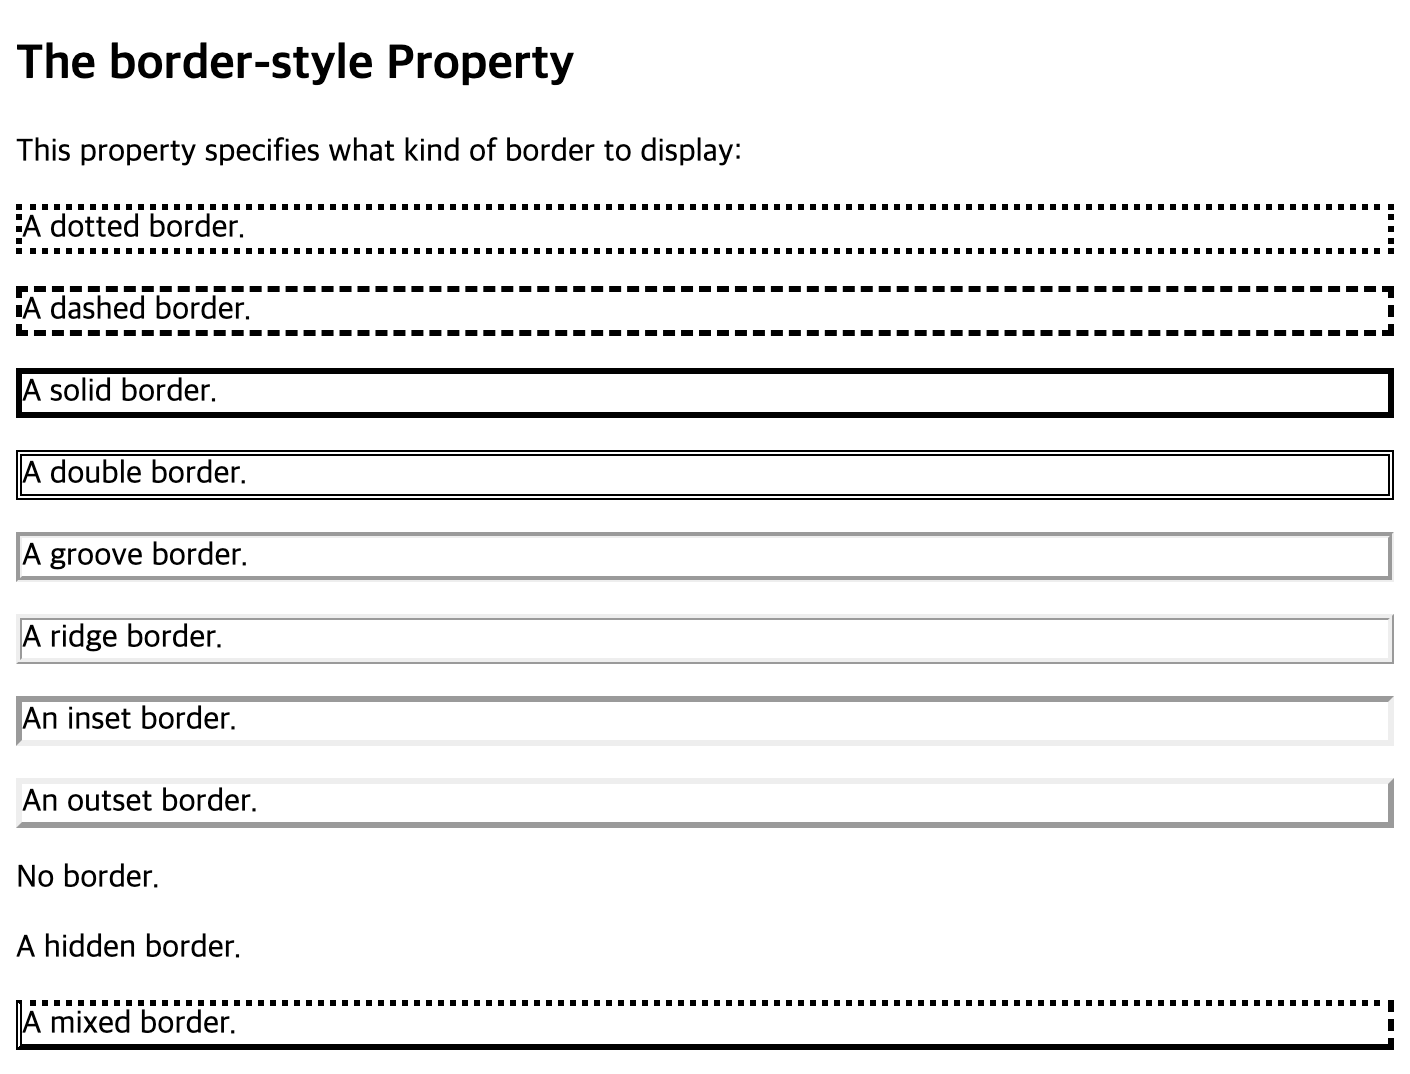 The border-style Property
This property specifies what kind of border to display:
A dotted border.
A dashed border.
A solid border.
A double border.
A groove border.
A ridge border.
An inset border.
An outset border.
No border.
A hidden border.
A mixed border.